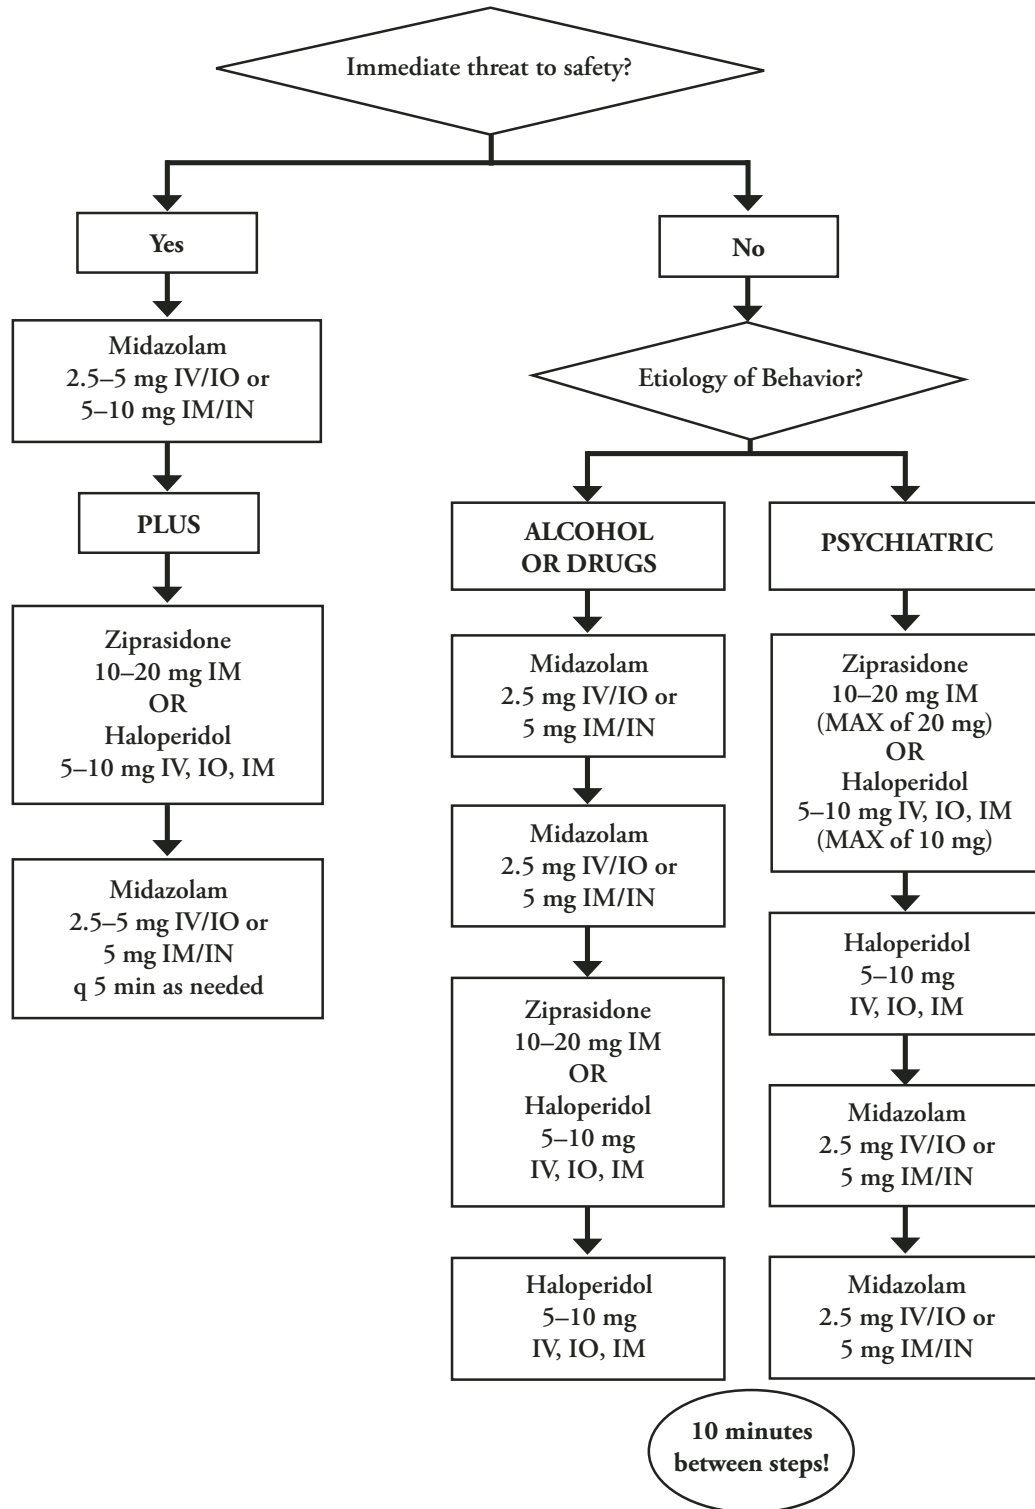 Immediate threat to safety?
Yes
No
Midazolam
2.5–5 mg IV/IO or
5–10 mg IM/IN
Etiology of Behavior?
PLUS
ALCOHOL
OR DRUGS
PSYCHIATRIC
Ziprasidone
10–20 mg IM
OR
Haloperidol
5–10 mg IV, IO, IM
Midazolam
2.5 mg IV/IO or
5 mg IM/IN
Ziprasidone
10–20 mg IM
(MAX of 20 mg)
OR
Haloperidol
5–10 mg IV, IO, IM
(MAX of 10 mg)
Midazolam
2.5–5 mg IV/IO or
5 mg IM/IN
q 5 min as needed
Midazolam
2.5 mg IV/IO or
5 mg IM/IN
Haloperidol
5–10 mg
IV, IO, IM
Ziprasidone
10–20 mg IM
OR
Haloperidol
5–10 mg
IV, IO, IM
Midazolam
2.5 mg IV/IO or
5 mg IM/IN
Haloperidol
5–10 mg
IV, IO, IM
Midazolam
2.5 mg IV/IO or
5 mg IM/IN
10 minutes
between steps!